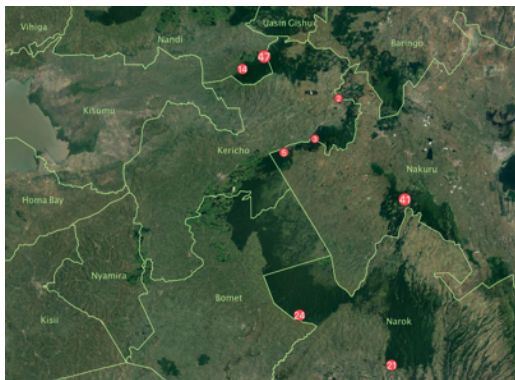 Vihiga
Uasin Gishu
Nandi
Baringo
47
14
Kisumu
2
3
Kericho
5
Nakuru
Homa Bay
41
Nyamira
Bomet
24
Narok
Kisii
21